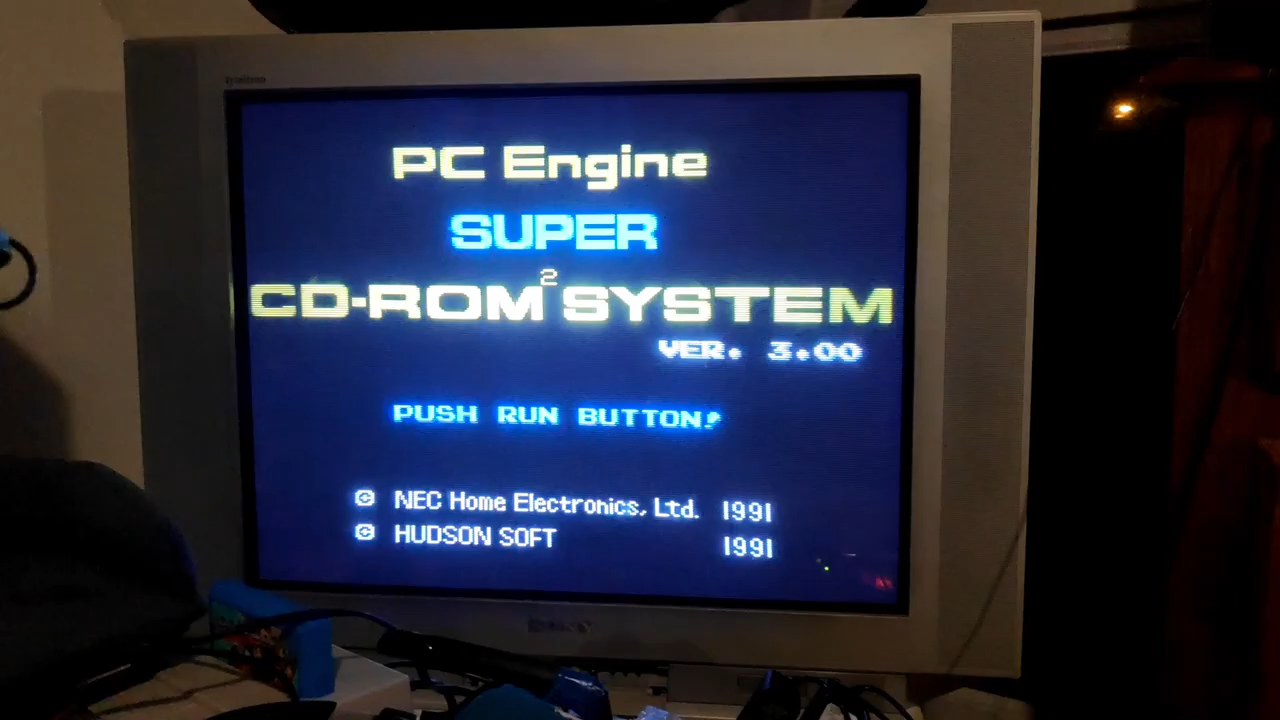 PC Engine
SUPER
CD-ROM² SYSTEM
VER. 3.00
PUSH RUN BUTTON!
© NEC Home Electronics, Ltd. 1991
© HUDSON SOFT 1991